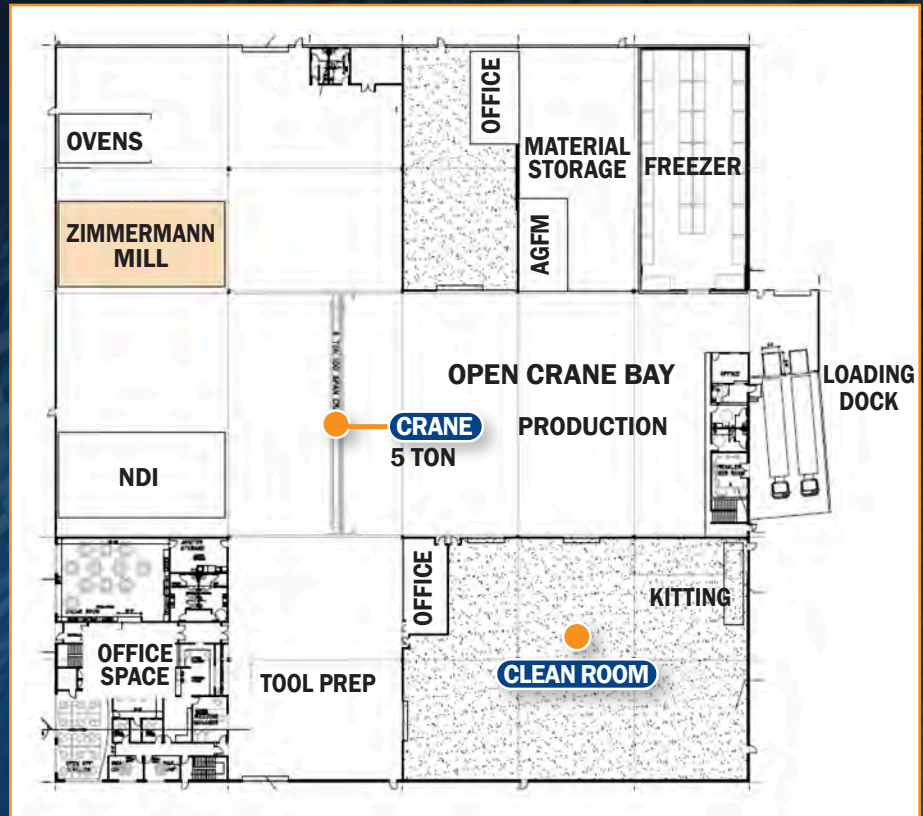 OVENS
ZIMMERMANN
MILL
OFFICE
MATERIAL
STORAGE
FREEZER
AGFM
OPEN CRANE BAY
PRODUCTION
CRANE
5 TON
OFFICE
LOADING
DOCK
NDI
OFFICE
SPACE
TOOL PREP
OFFICE
KITTING
CLEAN ROOM